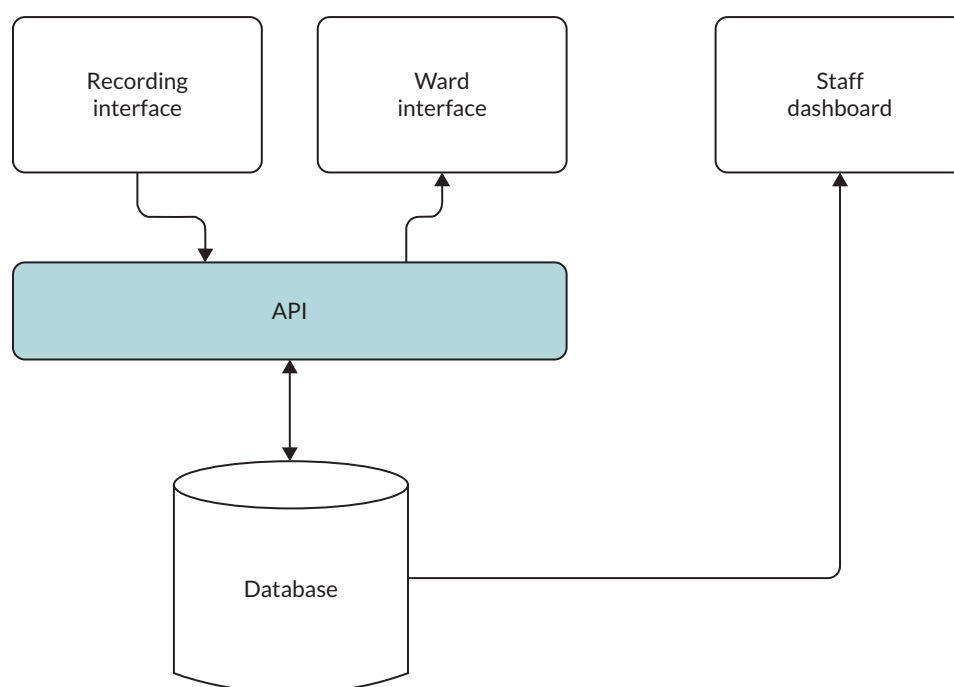 Recording
interface
Ward
interface
Staff
dashboard
API
Database